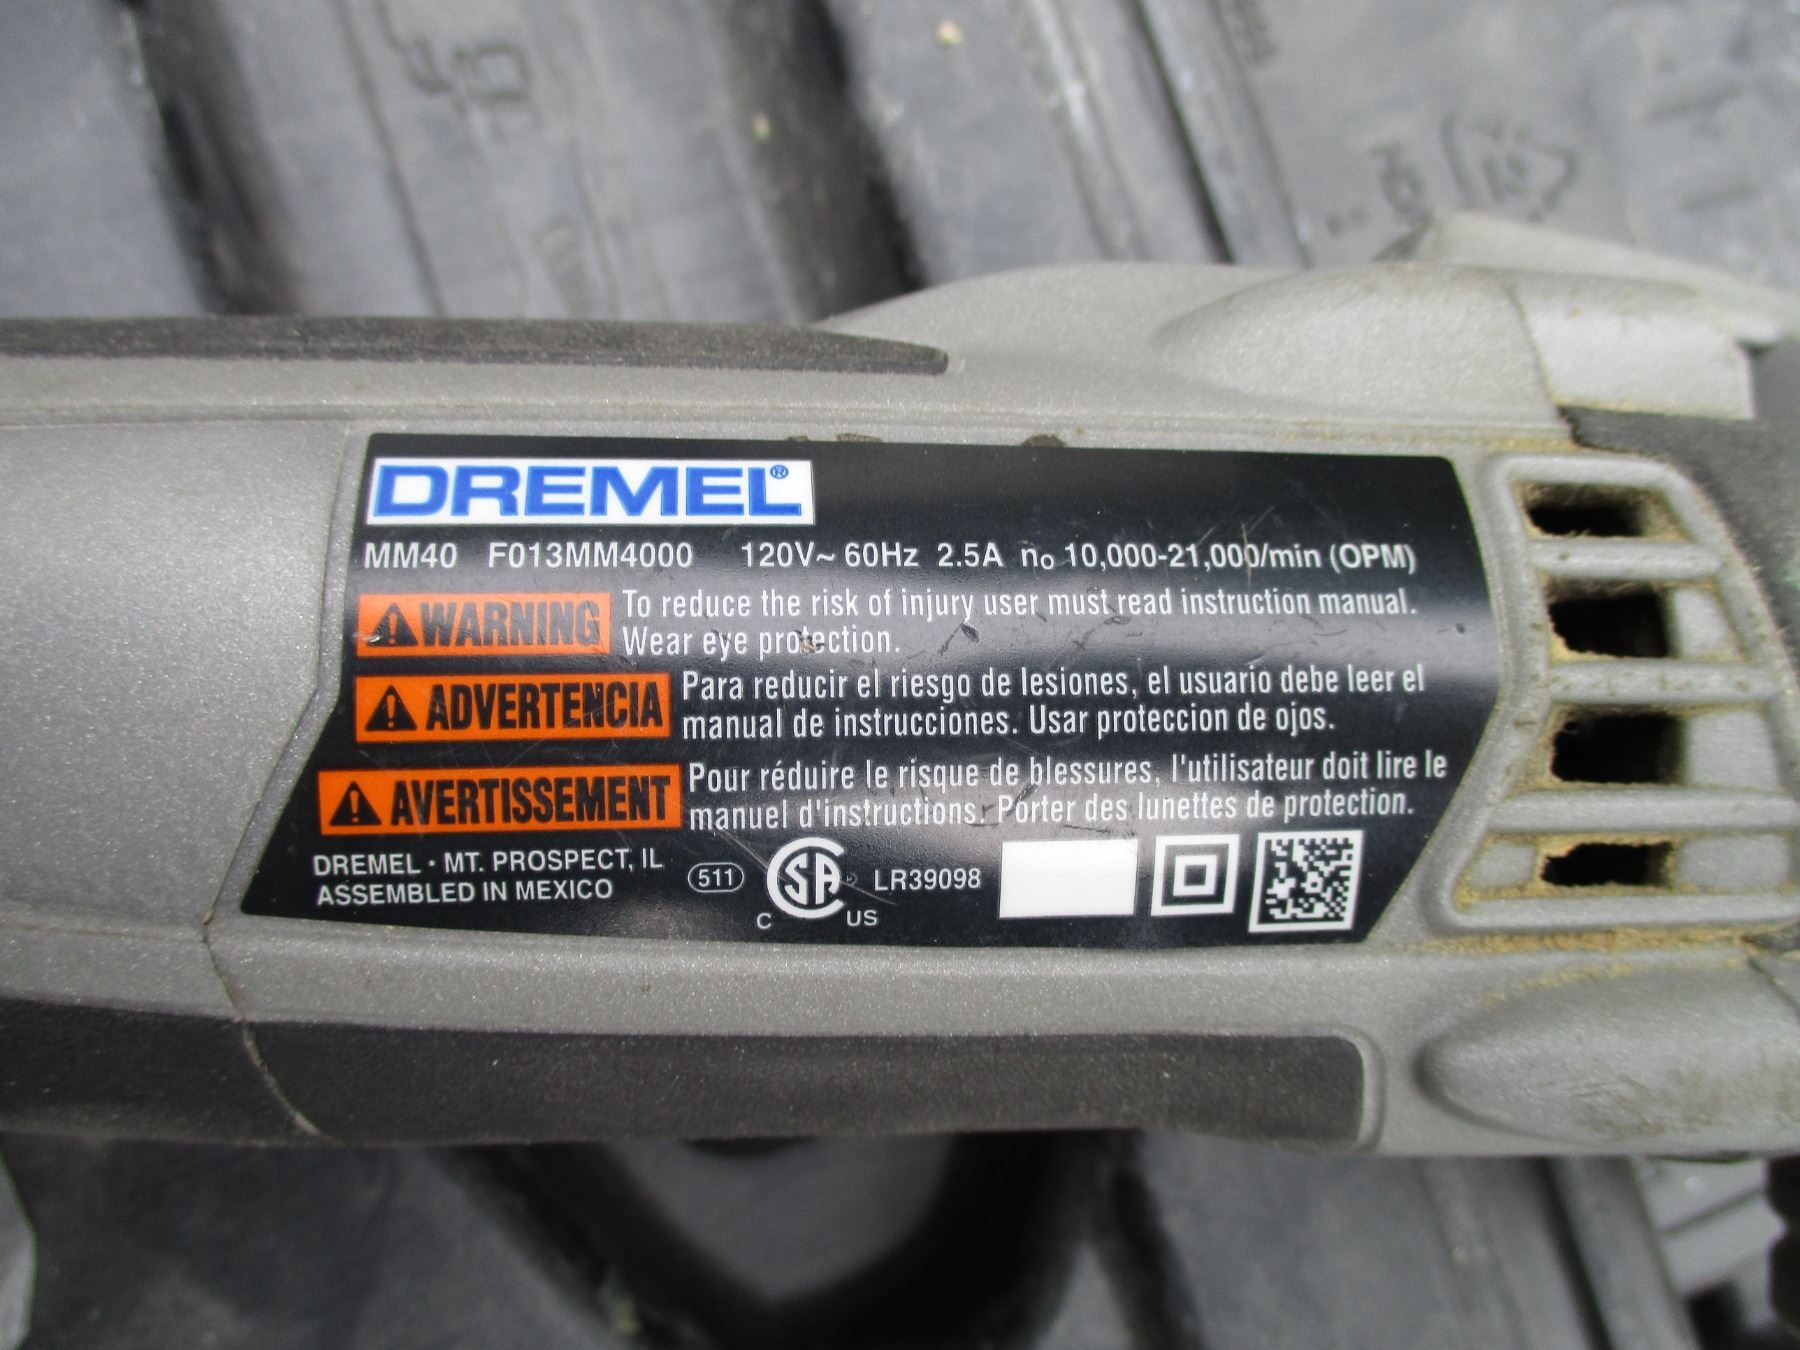 DREMEL®
MM40 F013MM4000 120V~ 60Hz 2.5A no 10,000-21,000/min (OPM)
WARNING To reduce the risk of injury user must read instruction manual.
Wear eye protection.
ADVERTENCIA Para reducir el riesgo de lesiones, el usuario debe leer el
manual de instrucciones. Usar proteccion de ojos.
AVERTISSEMENT Pour réduire le risque de blessures, l'utilisateur doit lire le
manuel d'instructions. Porter des lunettes de protection.
DREMEL · MT. PROSPECT, IL
ASSEMBLED IN MEXICO
511
C SA US
LR39098